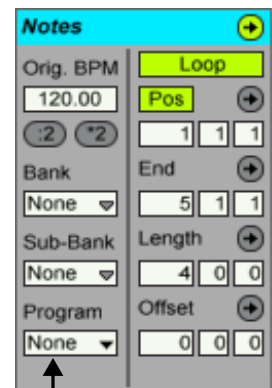 Notes
Orig. BPM
120.00
:2 *2
Bank
None
Sub-Bank
None
Program
None
Loop
Pos
1 1 1
End
5 1 1
Length
4 0 0
Offset
0 0 0